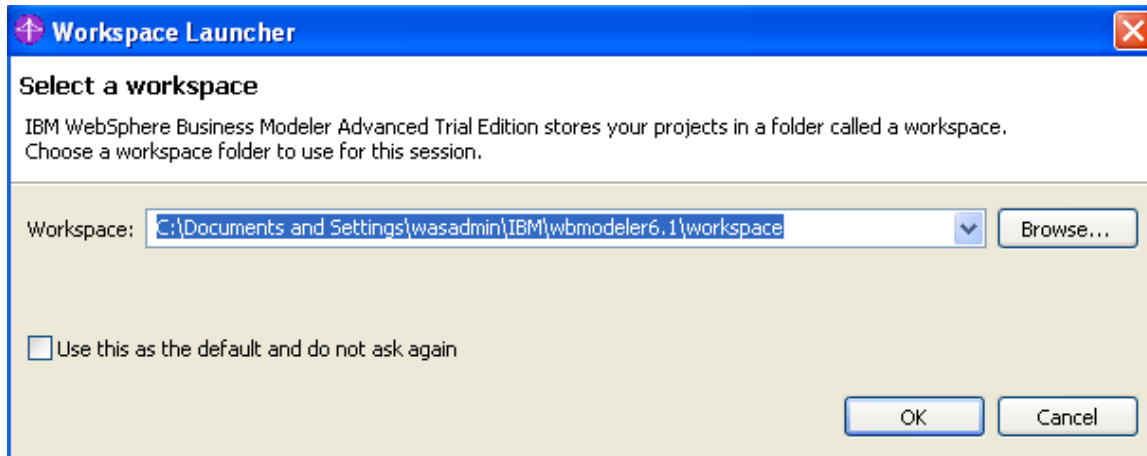 Workspace Launcher
Select a workspace
IBM WebSphere Business Modeler Advanced Trial Edition stores your projects in a folder called a workspace.
Choose a workspace folder to use for this session.
Workspace: C:\Documents and Settings\wasadmin\IBM\wbmodeler6.1\workspace Browse...
Use this as the default and do not ask again
OK Cancel